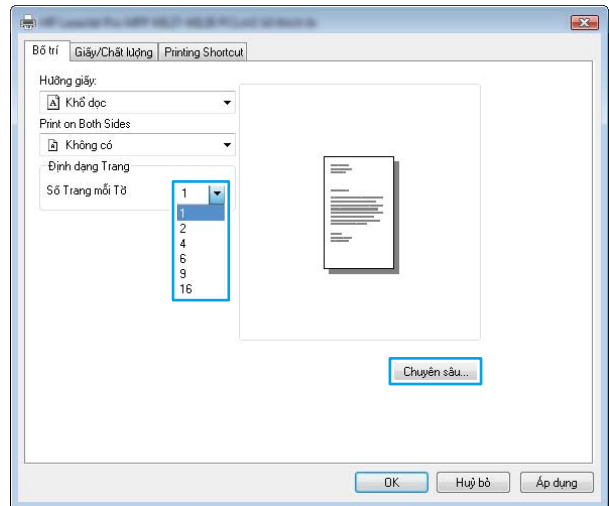 Bố trí
Giấy/Chất lượng
Printing Shortcut
Hướng giấy:
Khổ dọc
Print on Both Sides
Không có
Định dạng Trang
Số Trang mỗi Tờ
1
1
2
4
6
9
16
Chuyên sâu...
OK
Huỷ bỏ
Áp dụng